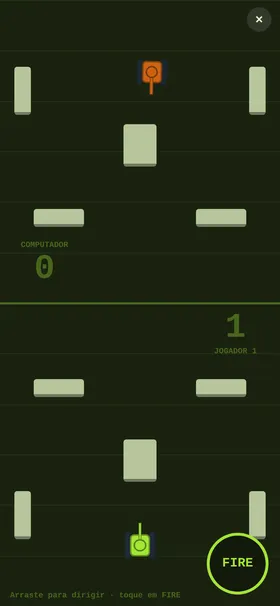 ×
COMPUTADOR
0
1
JOGADOR 1
FIRE
Arraste para dirigir · toque em FIRE